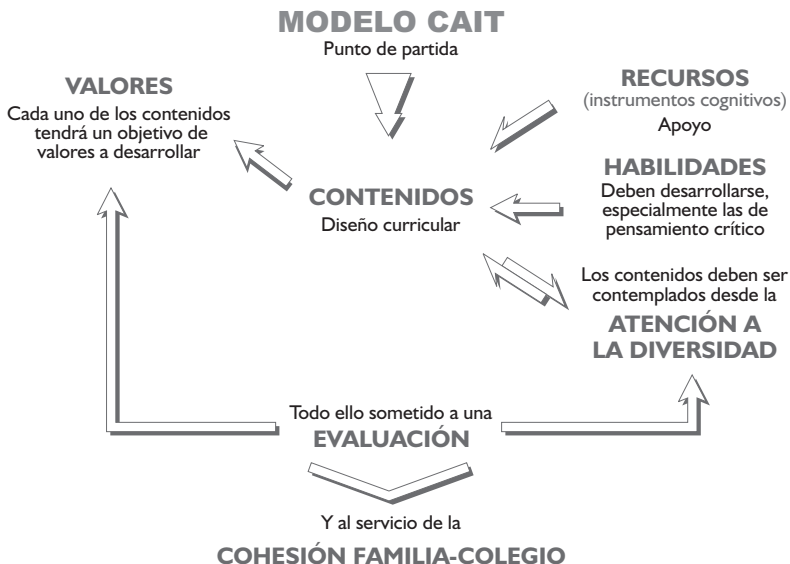 MODELO CAIT
Punto de partida
VALORES
Cada uno de los contenidos
tendrá un objetivo de
valores a desarrollar
RECURSOS
(instrumentos cognitivos)
Apoyo
HABILIDADES
Deben desarrollarse,
especialmente las de
pensamiento crítico
CONTENIDOS
Diseño curricular
Los contenidos deben ser
contemplados desde la
ATENCIÓN A
LA DIVERSIDAD
Todo ello sometido a una
EVALUACIÓN
Y al servicio de la
COHESIÓN FAMILIA-COLEGIO